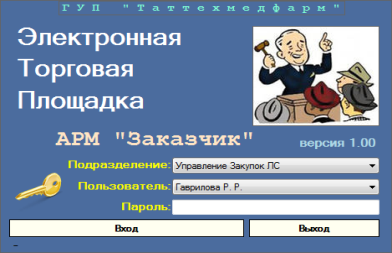 ГУП "Таттехмедфарм"
Электронная
Торговая
Площадка
АРМ "Заказчик"
версия 1.00
Подразделение: Управление Закупок ЛС
Пользователь: Гаврилова Р. Р.
Пароль:
Вход Выход